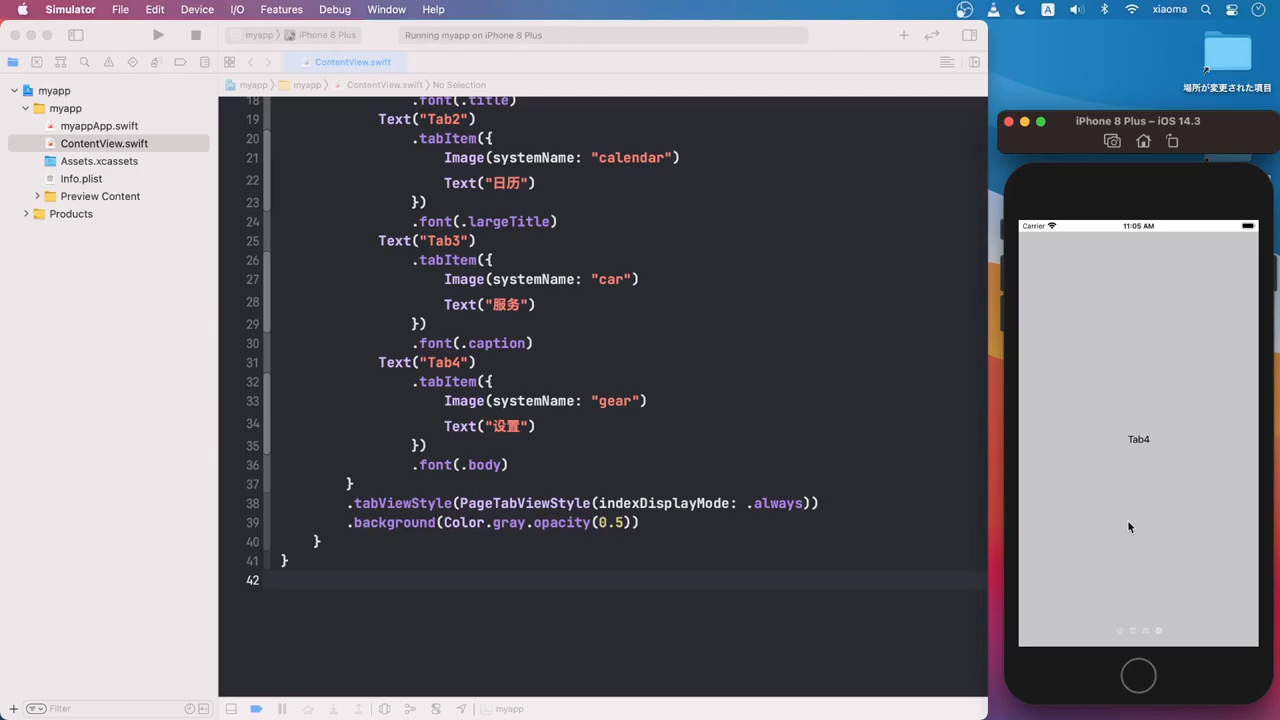 Simulator File Edit Device I/O Features Debug Window Help
A xiaoma
myapp iPhone 8 Plus Running myapp on iPhone 8 Plus
ContentView.swift
myapp myapp ContentView.swift No Selection
myapp
myapp
myappApp.swift
ContentView.swift
Assets.xcassets
Info.plist
Preview Content
Products
18 .font(.title)
19 Text("Tab2")
20 .tabItem({
21 Image(systemName: "calendar")
22 Text("日历")
23 })
24 .font(.largeTitle)
25 Text("Tab3")
26 .tabItem({
27 Image(systemName: "car")
28 Text("服务")
29 })
30 .font(.caption)
31 Text("Tab4")
32 .tabItem({
33 Image(systemName: "gear")
34 Text("设置")
35 })
36 .font(.body)
37 }
38 .tabViewStyle(PageTabViewStyle(indexDisplayMode: .always))
39 .background(Color.gray.opacity(0.5))
40 }
41 }
42
Filter
myapp
場所が変更された項目
iPhone 8 Plus – iOS 14.3
Carrier 11:05 AM
Tab4